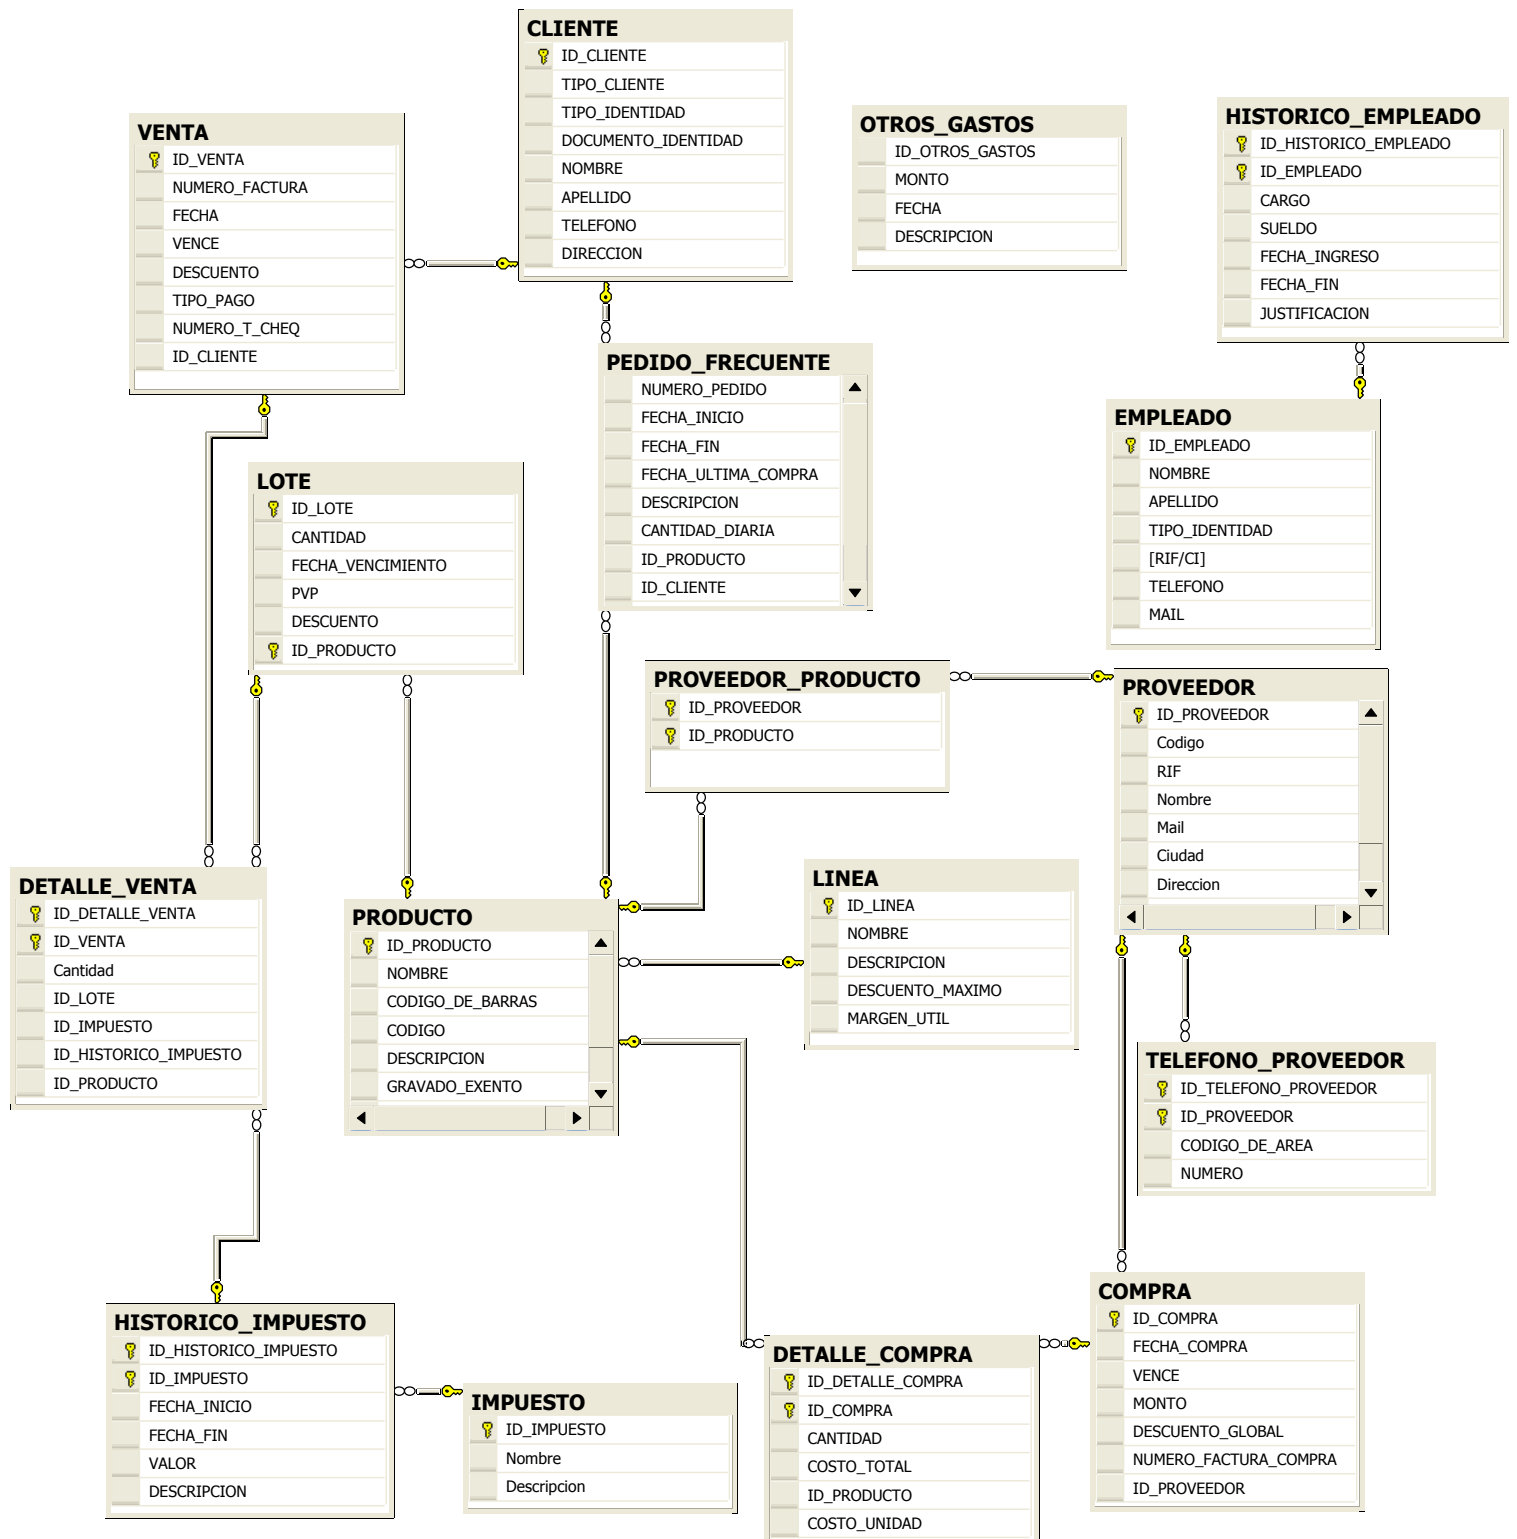 CLIENTE
ID_CLIENTE
TIPO_CLIENTE
TIPO_IDENTIDAD
DOCUMENTO_IDENTIDAD
NOMBRE
APELLIDO
TELEFONO
DIRECCION
VENTA
ID_VENTA
NUMERO_FACTURA
FECHA
VENCE
DESCUENTO
TIPO_PAGO
NUMERO_T_CHEQ
ID_CLIENTE
OTROS_GASTOS
ID_OTROS_GASTOS
MONTO
FECHA
DESCRIPCION
HISTORICO_EMPLEADO
ID_HISTORICO_EMPLEADO
ID_EMPLEADO
CARGO
SUELDO
FECHA_INGRESO
FECHA_FIN
JUSTIFICACION
PEDIDO_FRECUENTE
NUMERO_PEDIDO
FECHA_INICIO
FECHA_FIN
FECHA_ULTIMA_COMPRA
DESCRIPCION
CANTIDAD_DIARIA
ID_PRODUCTO
ID_CLIENTE
EMPLEADO
ID_EMPLEADO
NOMBRE
APELLIDO
TIPO_IDENTIDAD
[RIF/CI]
TELEFONO
MAIL
LOTE
ID_LOTE
CANTIDAD
FECHA_VENCIMIENTO
PVP
DESCUENTO
ID_PRODUCTO
PROVEEDOR_PRODUCTO
ID_PROVEEDOR
ID_PRODUCTO
PROVEEDOR
ID_PROVEEDOR
Codigo
RIF
Nombre
Mail
Ciudad
Direccion
DETALLE_VENTA
ID_DETALLE_VENTA
ID_VENTA
Cantidad
ID_LOTE
ID_IMPUESTO
ID_HISTORICO_IMPUESTO
ID_PRODUCTO
PRODUCTO
ID_PRODUCTO
NOMBRE
CODIGO_DE_BARRAS
CODIGO
DESCRIPCION
GRAVADO_EXENTO
LINEA
ID_LINEA
NOMBRE
DESCRIPCION
DESCUENTO_MAXIMO
MARGEN_UTIL
TELEFONO_PROVEEDOR
ID_TELEFONO_PROVEEDOR
ID_PROVEEDOR
CODIGO_DE_AREA
NUMERO
HISTORICO_IMPUESTO
ID_HISTORICO_IMPUESTO
ID_IMPUESTO
FECHA_INICIO
FECHA_FIN
VALOR
DESCRIPCION
IMPUESTO
ID_IMPUESTO
Nombre
Descripcion
DETALLE_COMPRA
ID_DETALLE_COMPRA
ID_COMPRA
CANTIDAD
COSTO_TOTAL
ID_PRODUCTO
COSTO_UNIDAD
COMPRA
ID_COMPRA
FECHA_COMPRA
VENCE
MONTO
DESCUENTO_GLOBAL
NUMERO_FACTURA_COMPRA
ID_PROVEEDOR